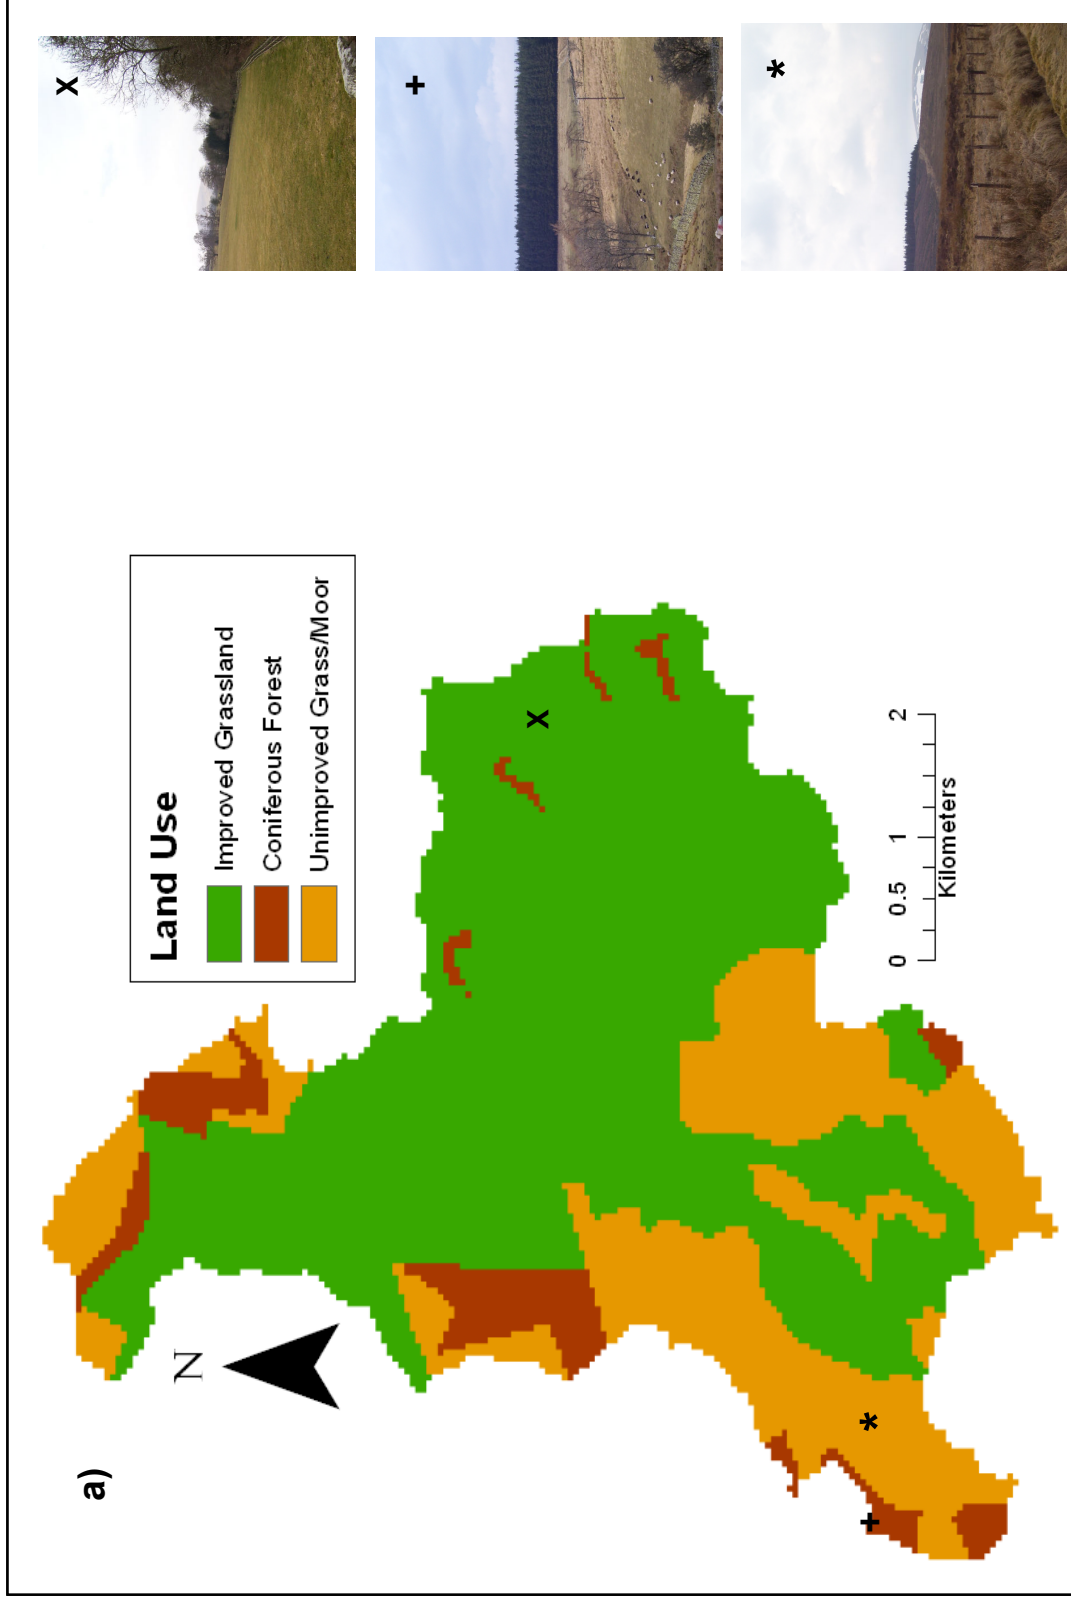 a)
N
Land Use
Improved Grassland
Coniferous Forest
Unimproved Grass/Moor
x
+
*
x
+
*
0 0.5 1 2
Kilometers